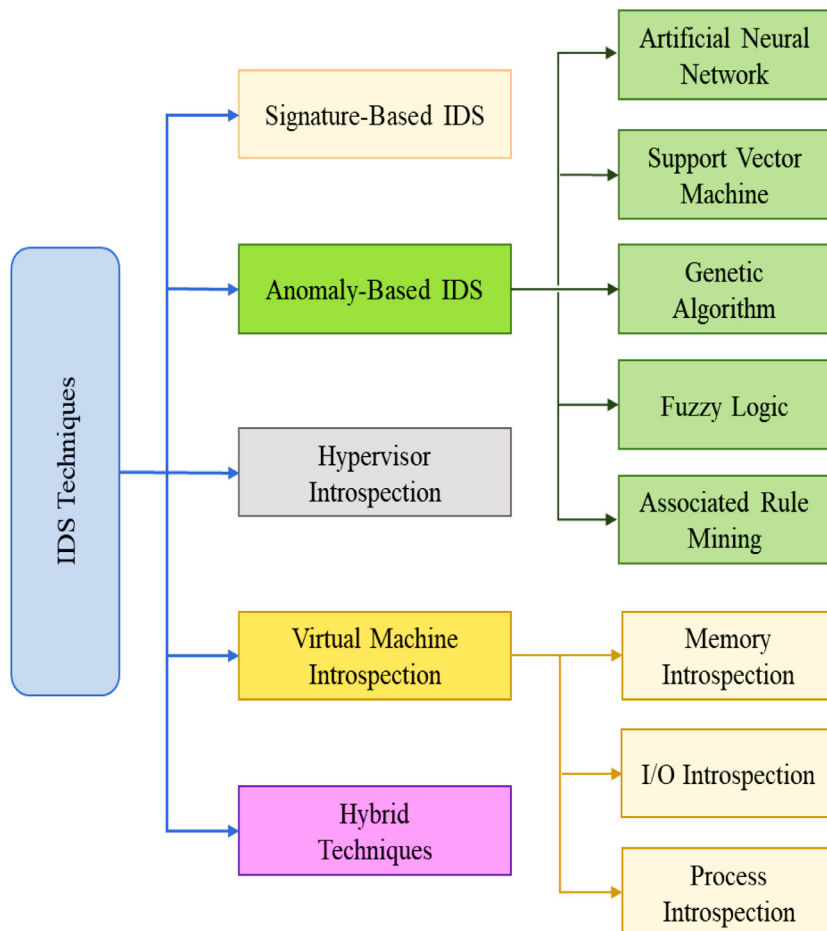 IDS Techniques
Signature-Based IDS
Anomaly-Based IDS
Hypervisor
Introspection
Virtual Machine
Introspection
Hybrid
Techniques
Artificial Neural
Network
Support Vector
Machine
Genetic
Algorithm
Fuzzy Logic
Associated Rule
Mining
Memory
Introspection
I/O Introspection
Process
Introspection